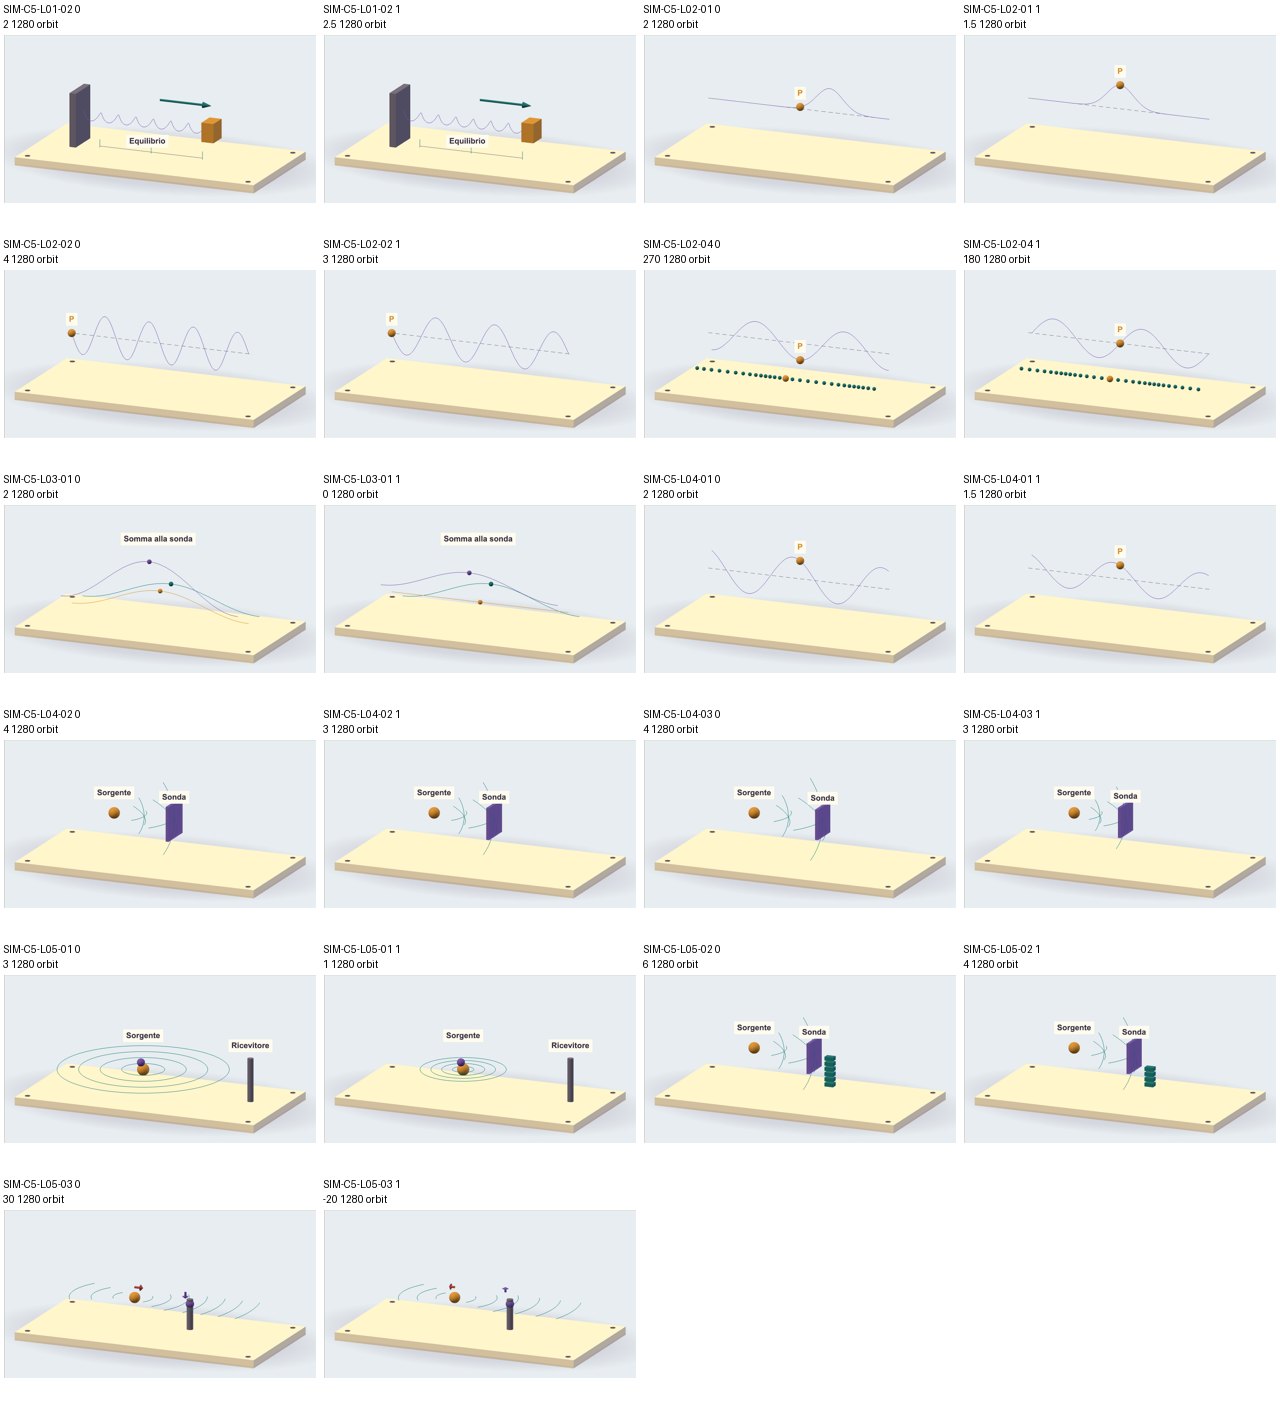 SIM-C5-L01-02 0
2 1280 orbit
Equilibrio
SIM-C5-L01-02 1
2.5 1280 orbit
Equilibrio
SIM-C5-L02-01 0
2 1280 orbit
P
SIM-C5-L02-01 1
1.5 1280 orbit
P
SIM-C5-L02-02 0
4 1280 orbit
P
SIM-C5-L02-02 1
3 1280 orbit
P
SIM-C5-L02-04 0
270 1280 orbit
P
SIM-C5-L02-04 1
180 1280 orbit
P
SIM-C5-L03-01 0
2 1280 orbit
Somma alla sonda
SIM-C5-L03-01 1
0 1280 orbit
Somma alla sonda
SIM-C5-L04-01 0
2 1280 orbit
P
SIM-C5-L04-01 1
1.5 1280 orbit
P
SIM-C5-L04-02 0
4 1280 orbit
Sorgente
Sonda
SIM-C5-L04-02 1
3 1280 orbit
Sorgente
Sonda
SIM-C5-L04-03 0
4 1280 orbit
Sorgente
Sonda
SIM-C5-L04-03 1
3 1280 orbit
Sorgente
Sonda
SIM-C5-L05-01 0
3 1280 orbit
Sorgente
Ricevitore
SIM-C5-L05-01 1
1 1280 orbit
Sorgente
Ricevitore
SIM-C5-L05-02 0
6 1280 orbit
Sorgente
Sonda
SIM-C5-L05-02 1
4 1280 orbit
Sorgente
Sonda
SIM-C5-L05-03 0
30 1280 orbit
SIM-C5-L05-03 1
-20 1280 orbit